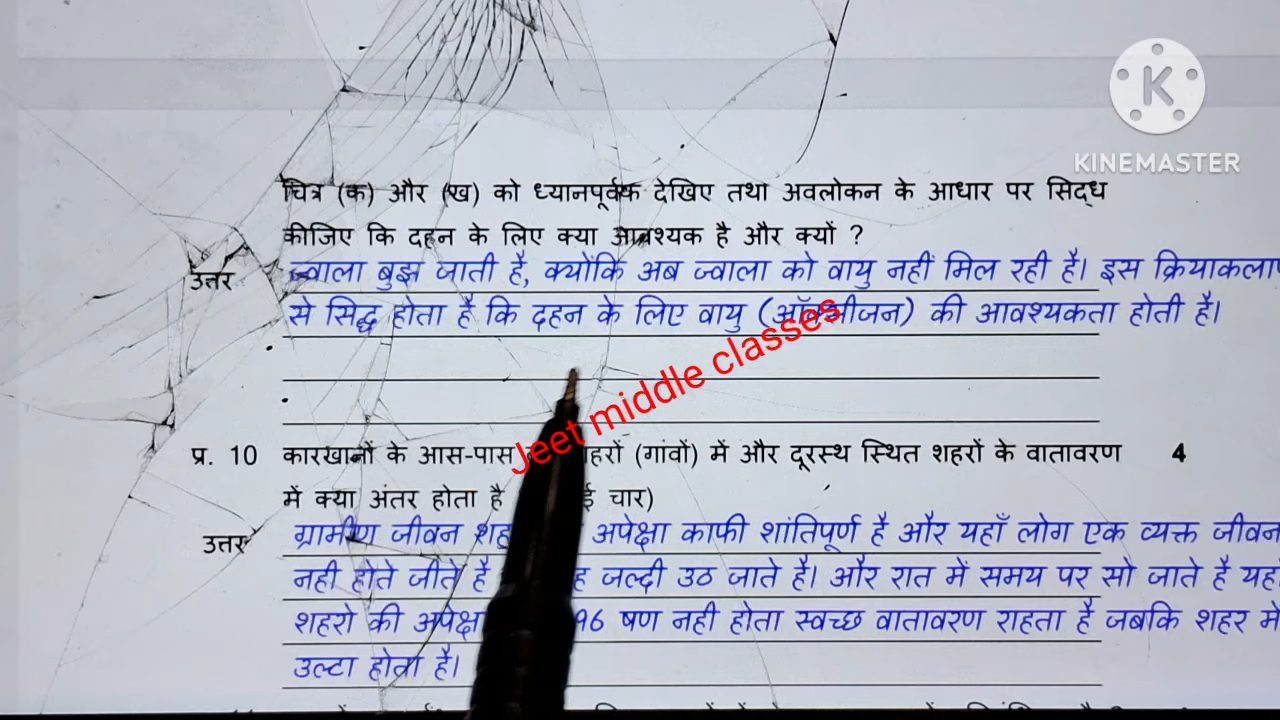 KINEMASTER
चित्र (क) और (ख) को ध्यानपूर्वक देखिए तथा अवलोकन के आधार पर सिद्ध
कीजिए कि दहन के लिए क्या आवश्यक है और क्यों ?
उत्तर ज्वाला बुझ जाती है, क्योंकि अब ज्वाला को वायु नहीं मिल रही है। इस क्रियाकलाप
से सिद्ध होता है कि दहन के लिए वायु (ऑक्सीजन) की आवश्यकता होती है।
Jeet middle classes
प्र. 10 कारखानों के आस-पास (गांवों) में और दूरस्थ स्थित शहरों के वातावरण 4
में क्या अंतर होता है चार)
उत्तर ग्रामीण जीवन अपेक्षा काफी शांतिपूर्ण है और यहाँ लोग एक व्यक्त जीवन
नही होते जीते है जल्दी उठ जाते है। और रात में समय पर सो जाते है यहाँ
शहरो की अपेक्षा षण नही होता स्वच्छ वातावरण राहता है जबकि शहर मे
उल्टा होता है।